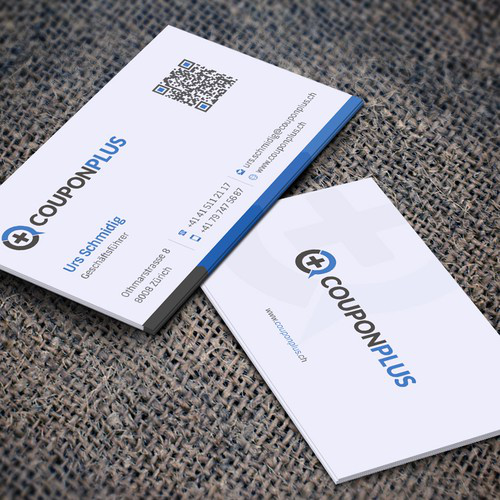 COUPONPLUS
Urs Schmidig
Geschäftsführer
Othmarstrasse 8
8008 Zürich
+41 41 511 21 17
+41 79 747 56 87
urs.schmidig@couponplus.ch
www.couponplus.ch
COUPONPLUS
www.couponplus.ch